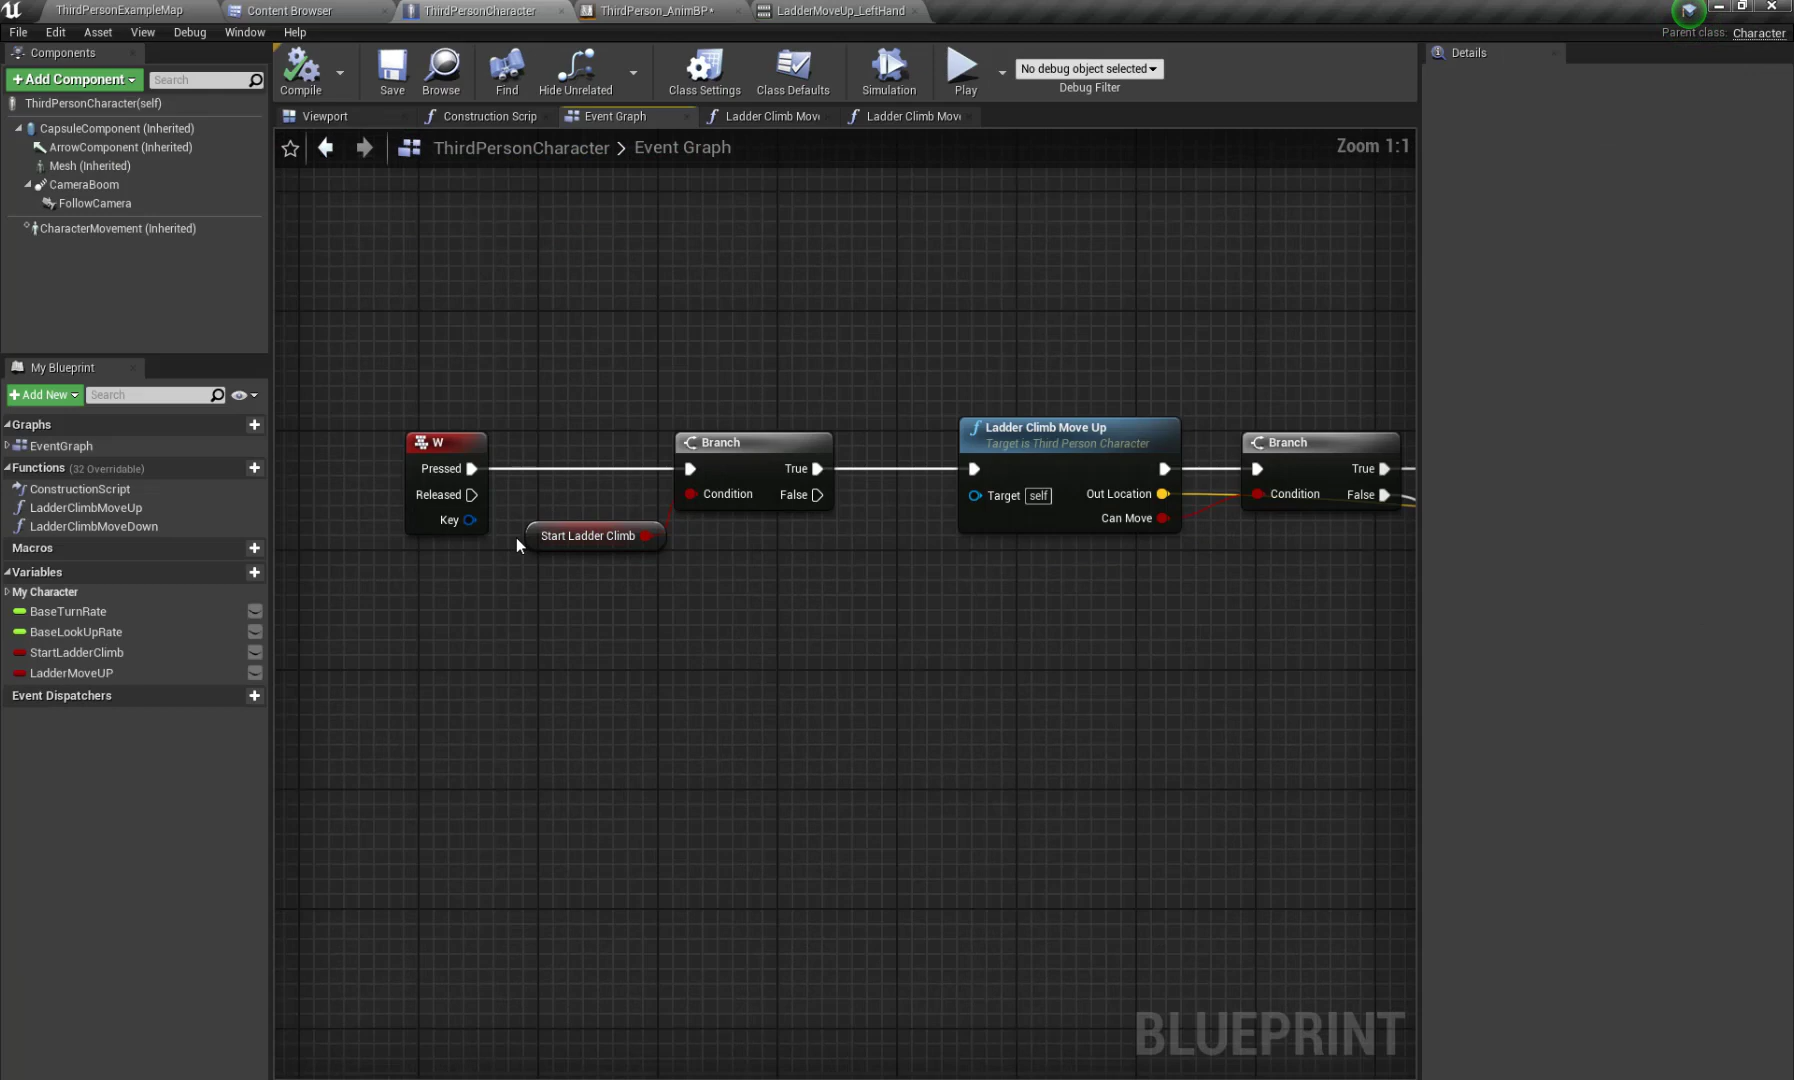 ThirdPersonExampleMap
Content Browser
ThirdPersonCharacter
ThirdPerson_AnimBP*
LadderMoveUp_LeftHand
File Edit Asset View Debug Window Help
Parent class: Character
Components
+Add Component
Search
ThirdPersonCharacter(self)
CapsuleComponent (Inherited)
ArrowComponent (Inherited)
Mesh (Inherited)
CameraBoom
FollowCamera
CharacterMovement (Inherited)
Compile
Save
Browse
Find
Hide Unrelated
Class Settings
Class Defaults
Simulation
Play
No debug object selected
Debug Filter
Details
Viewport
Construction Scrip
Event Graph
Ladder Climb Mov
Ladder Climb Mov
ThirdPersonCharacter > Event Graph
Zoom 1:1
My Blueprint
+Add New
Search
Graphs
EventGraph
Functions (32 Overridable)
ConstructionScript
LadderClimbMoveUp
LadderClimbMoveDown
Macros
Variables
My Character
BaseTurnRate
BaseLookUpRate
StartLadderClimb
LadderMoveUP
Event Dispatchers
W
Pressed
Released
Key
Start Ladder Climb
Branch
True
Condition
False
Ladder Climb Move Up
Target is Third Person Character
Target self
Out Location
Can Move
Branch
True
Condition
False
BLUEPRINT